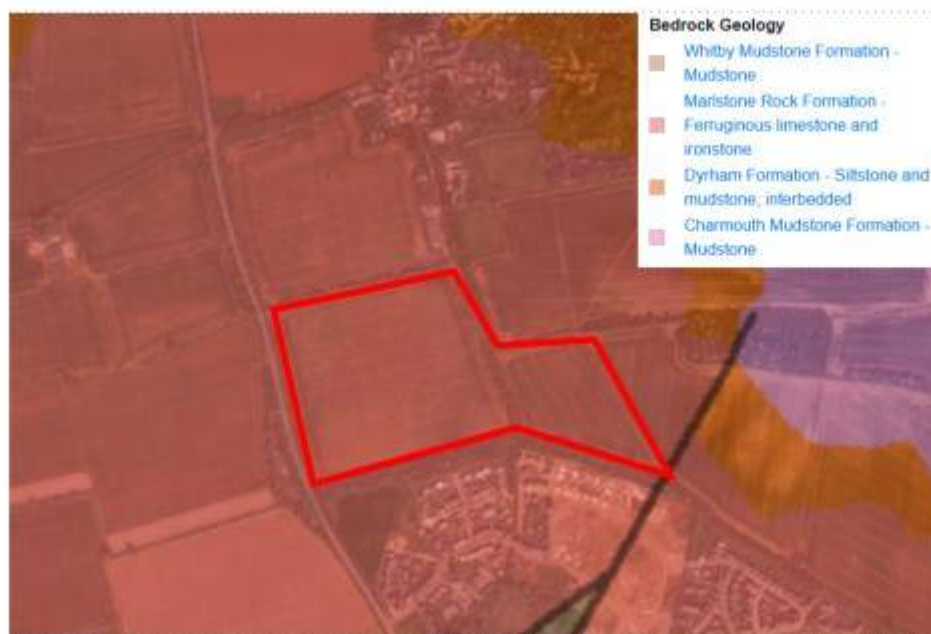 Bedrock Geology
Whitby Mudstone Formation -
Mudstone
Marlstone Rock Formation -
Ferruginous limestone and
ironstone
Dyrham Formation - Siltstone and
mudstone, interbedded
Charmouth Mudstone Formation -
Mudstone